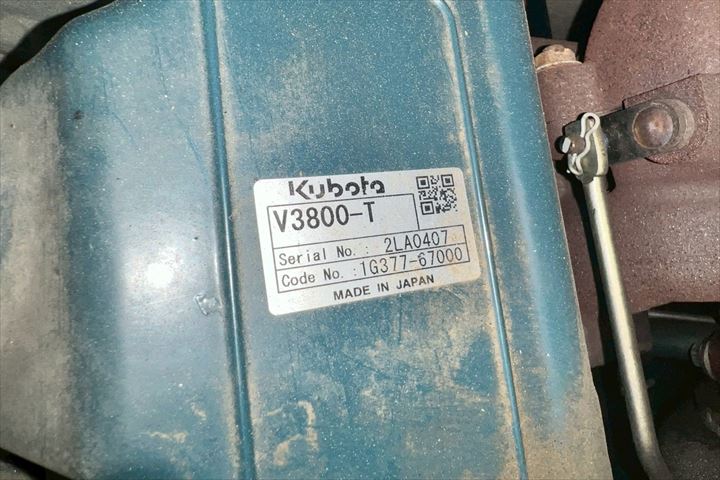 Kubota
V3800-T
Serial No. : 2LA0407
Code No. : 1G377-67000
MADE IN JAPAN